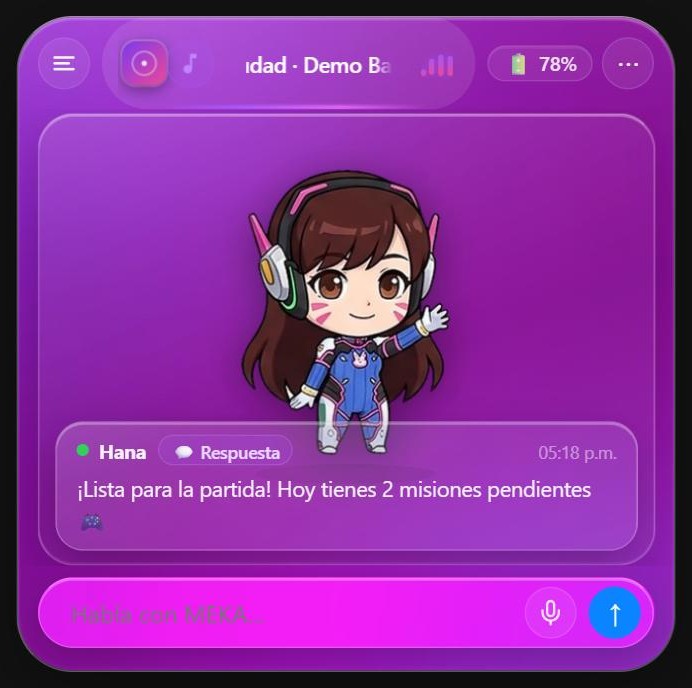 idad · Demo Ba
78%
Hana
Respuesta
05:18 p.m.
¡Lista para la partida! Hoy tienes 2 misiones pendientes
Habla con MEKA...